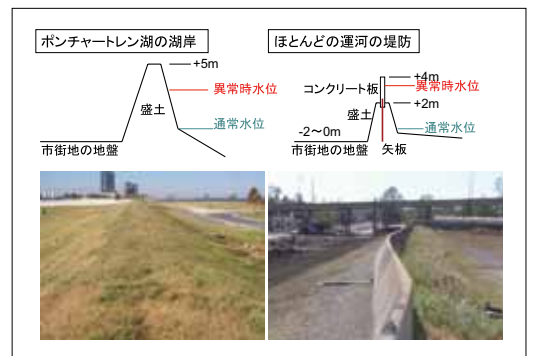 ポンチャートレン湖の湖岸
+5m
異常時水位
盛土
通常水位
市街地の地盤
ほとんどの運河の堤防
+4m
コンクリート板
異常時水位
+2m
盛土
-2～0m
通常水位
市街地の地盤
矢板